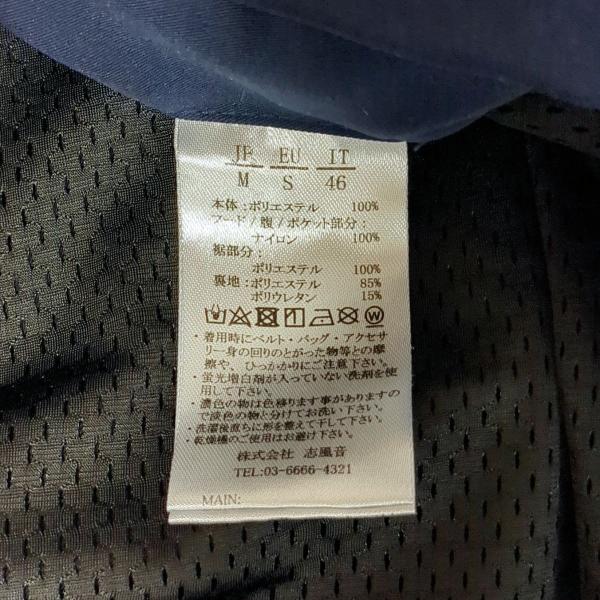 JP EU IT
M S 46
本体:ポリエステル 100%
フード/腹/ポケット部分:
ナイロン 100%
裾部分:
ポリエステル 100%
裏地:ポリエステル 85%
ポリウレタン 15%
W
・着用時にベルト・バッグ・アクセサ
リー身の回りのとがった物等との摩
擦や、ひっかかりにご注意下さい。
・蛍光増白剤が入っていない洗剤を使
用して下さい。
・濃色の物は色移ります事がありますの
で淡色の物と分けてお洗い下さい。
・洗濯後直ちに形を整えて干して下さい。
・乾燥機のご使用はお避け下さい。
株式会社 志風音
TEL:03-6666-4321
MAIN: